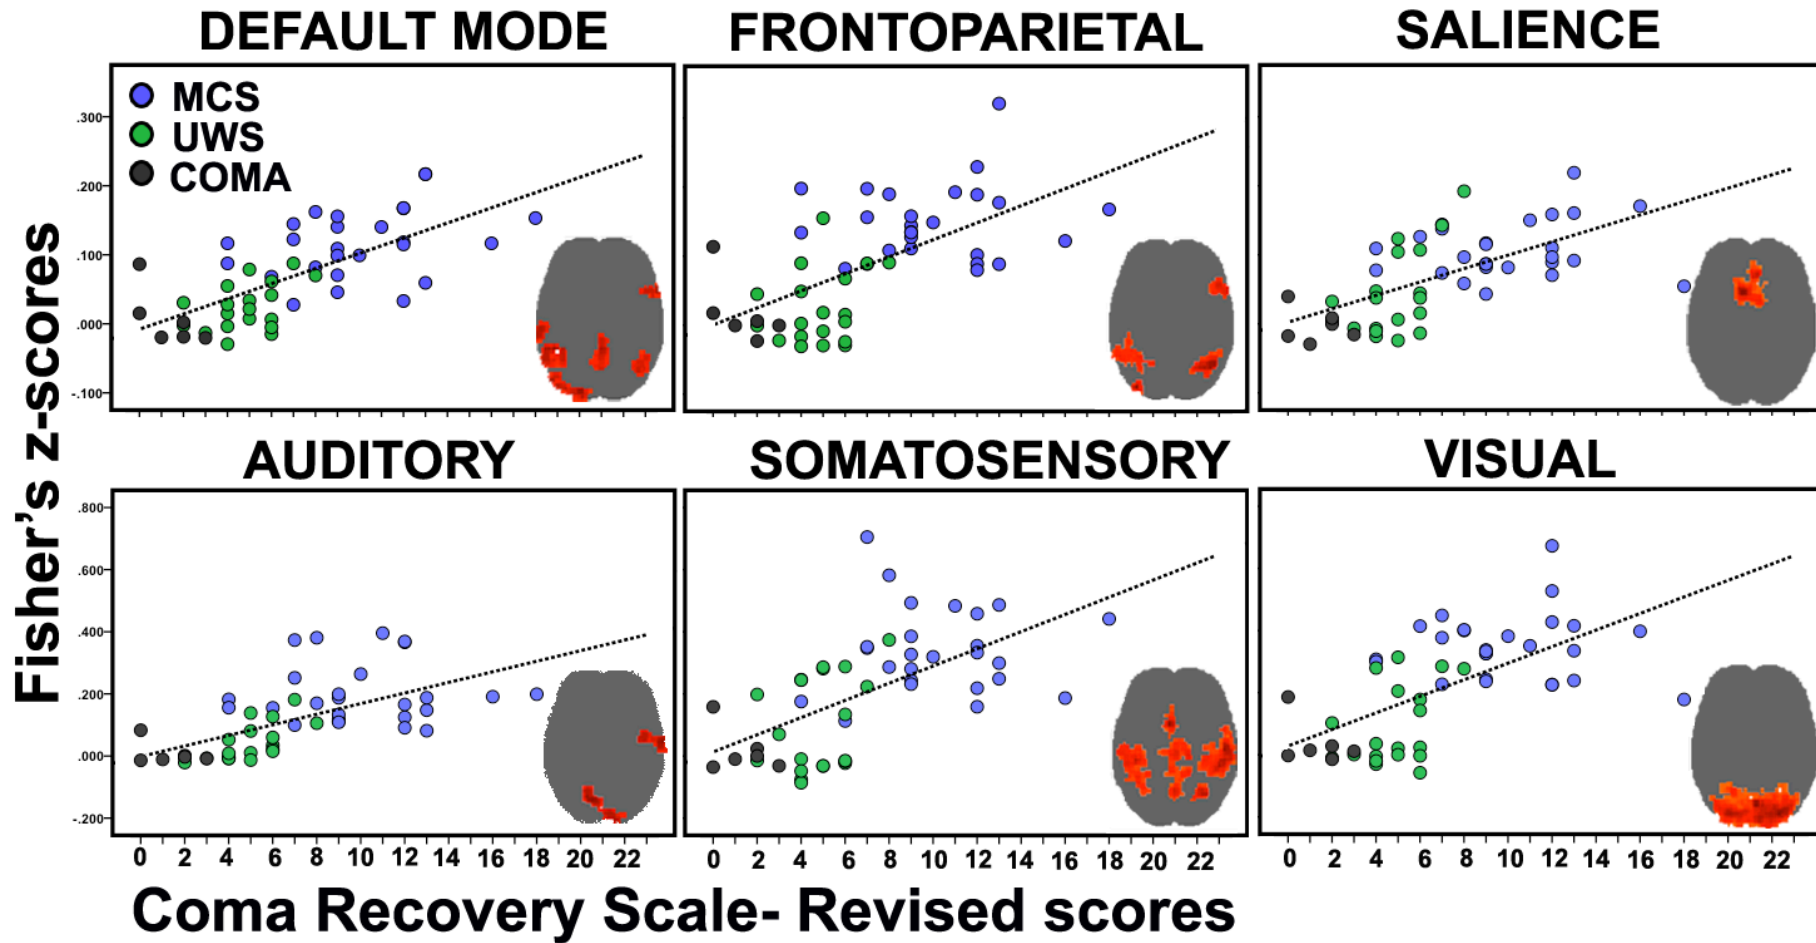 DEFAULT MODE
FRONTOPARIETAL
SALIENCE
MCS
UWS
COMA
.300
.200
.100
.000
-.100
Fisher's z-scores
AUDITORY
SOMATOSENSORY
VISUAL
.800
.600
.400
.200
.000
-.200
0 2 4 6 8 10 12 14 16 18 20 22
0 2 4 6 8 10 12 14 16 18 20 22
0 2 4 6 8 10 12 14 16 18 20 22
Coma Recovery Scale- Revised scores